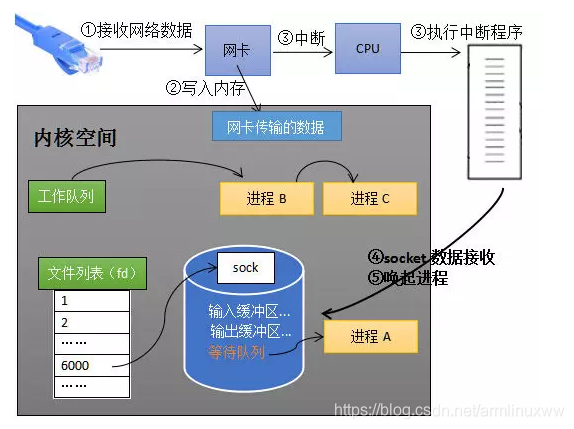 ①接收网络数据
网卡
③中断
CPU
③执行中断程序
②写入内存
网卡传输的数据
内核空间
工作队列
进程 B
进程 C
④socket 数据接收
⑤唤起进程
文件列表（fd）
1
2
……
6000
……
sock
输入缓冲区...
输出缓冲区...
等待队列
进程 A
https://blog.csdn.net/armlinuxww